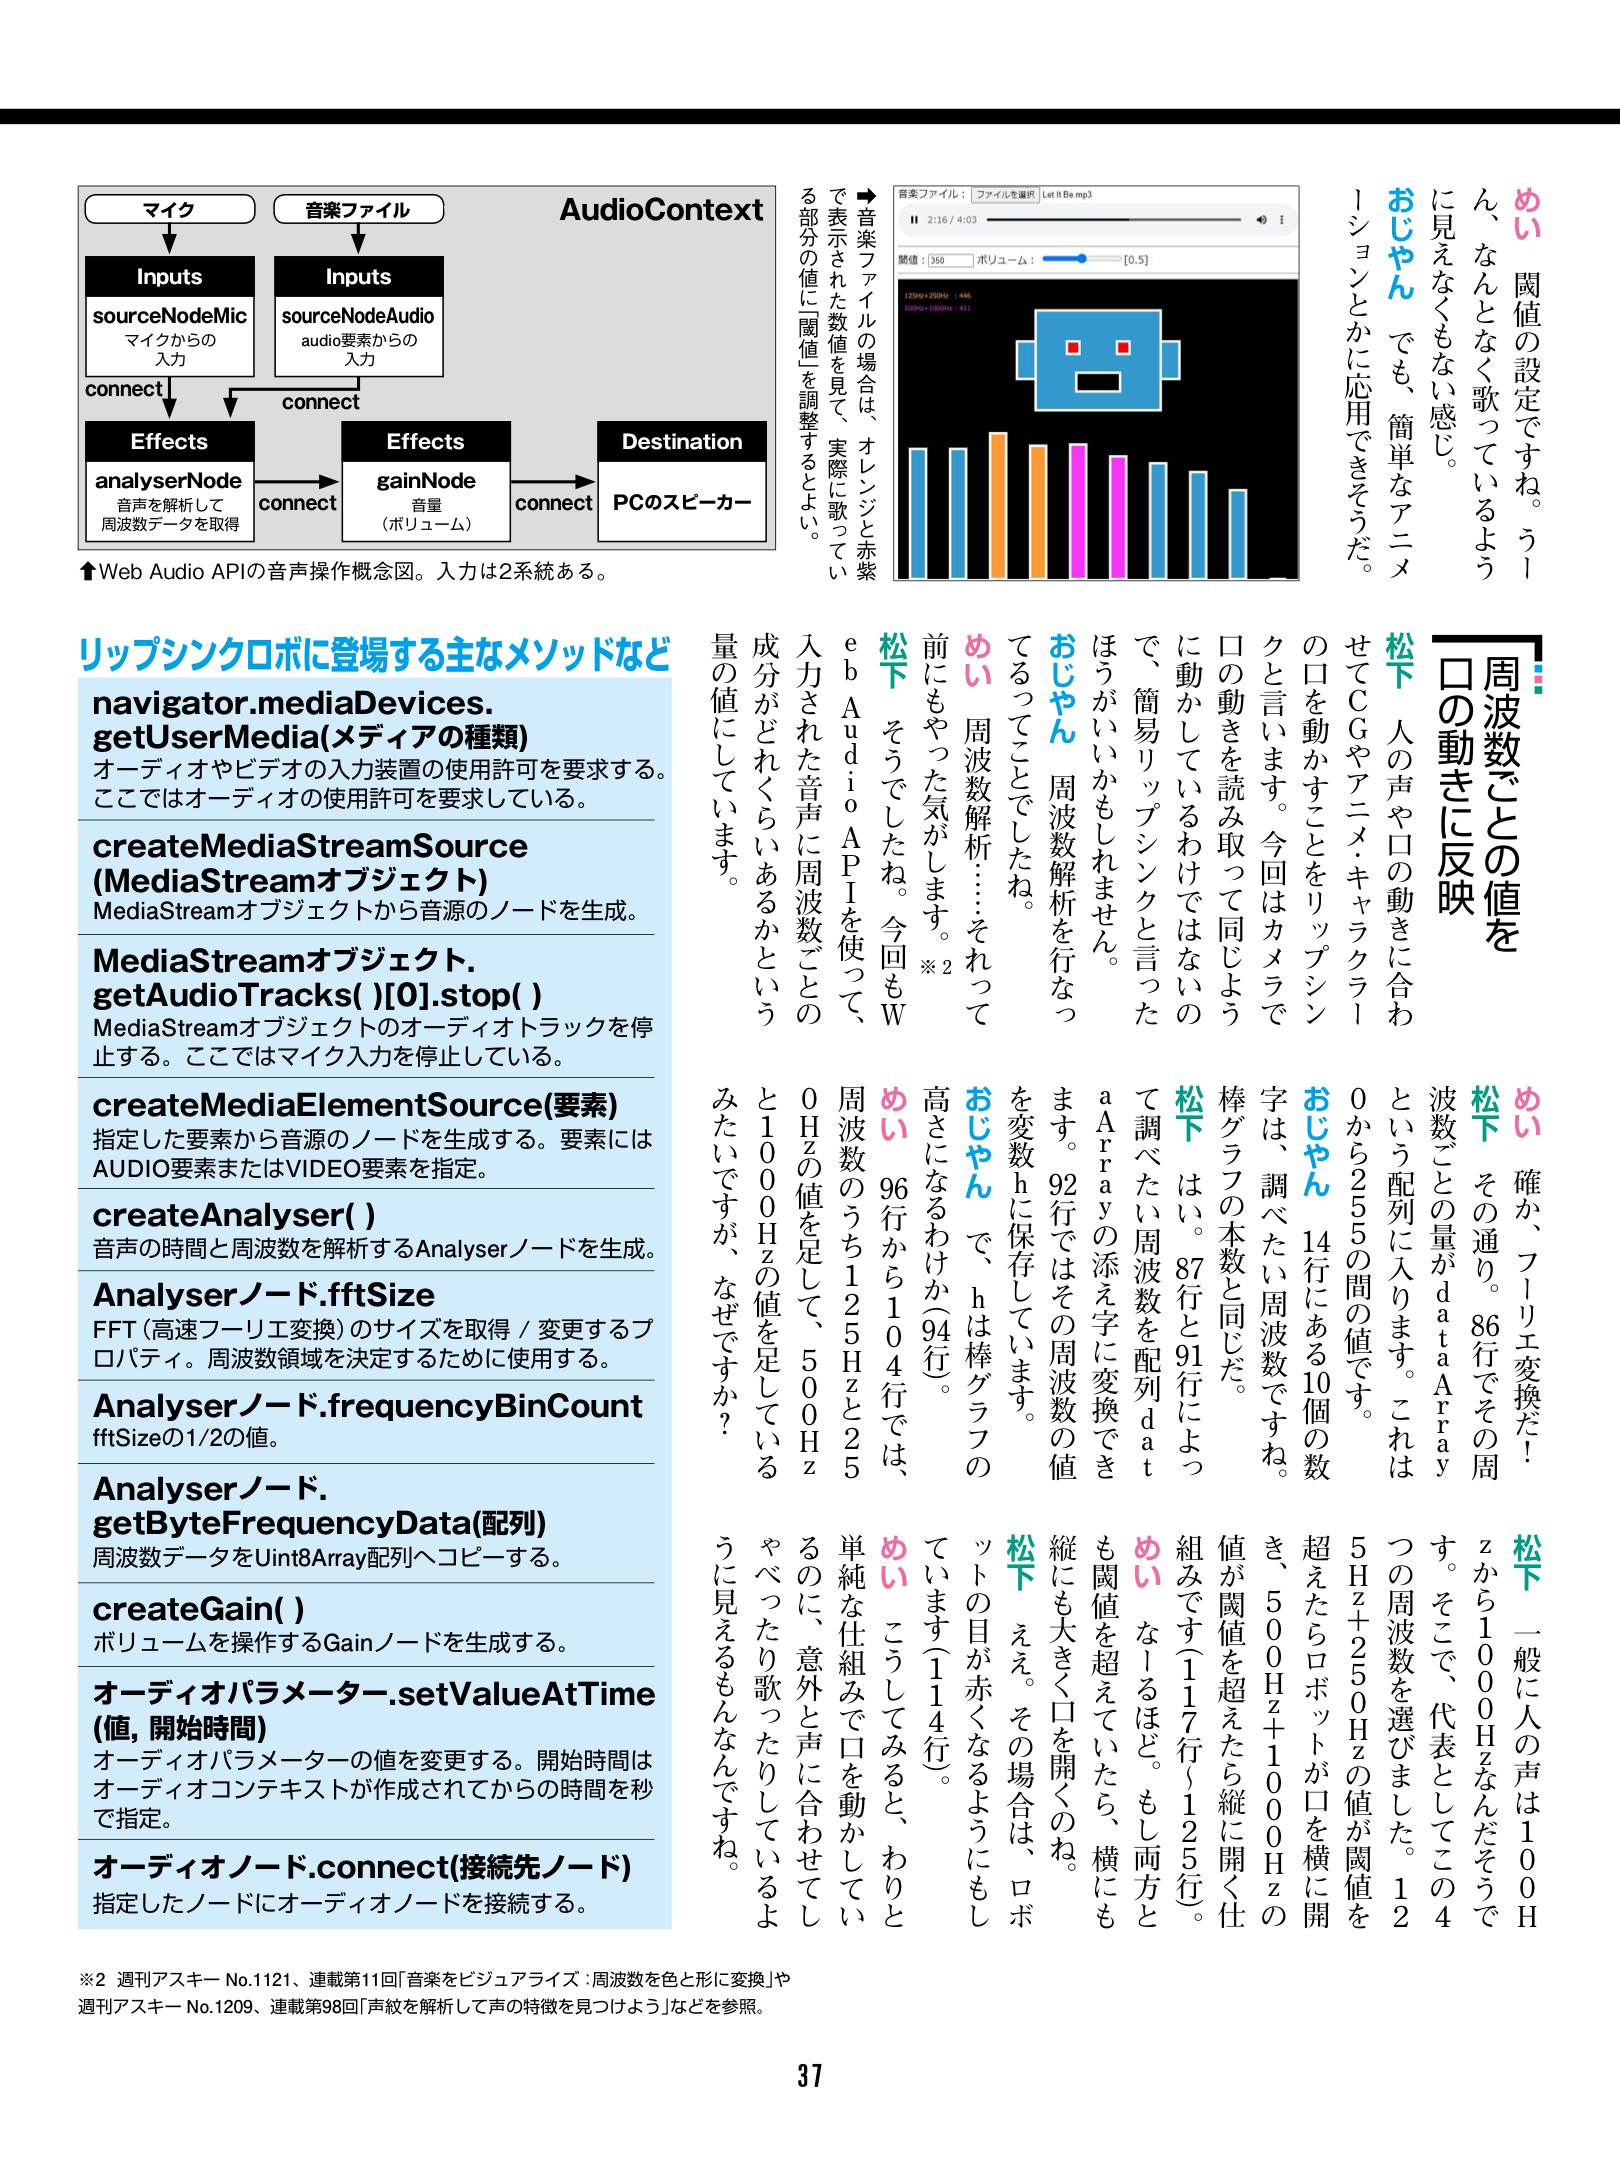 めい　閾値の設定ですね。うー
ん、なんとなく歌っているよう
に見えなくもない感じ。
おじやん　でも、簡単なアニメ
ーションとかに応用できそうだ。
音楽ファイル： ファイルを選択 Let It Be.mp3
2:16 / 4:03
閾値：350 ボリューム： [0.5]
125Hz+250Hz : 446
500Hz+1000Hz : 411
➡音楽ファイルの場合は、オレンジと赤紫
で表示された数値を見て、実際に歌ってい
る部分の値に「閾値」を調整するとよい。
AudioContext
マイク
音楽ファイル
Inputs
sourceNodeMic
マイクからの
入力
Inputs
sourceNodeAudio
audio要素からの
入力
connect
connect
Effects
analyserNode
音声を解析して
周波数データを取得
connect
Effects
gainNode
音量
（ボリューム）
connect
Destination
PCのスピーカー
⬆Web Audio APIの音声操作概念図。入力は2系統ある。
周波数ごとの値を
口の動きに反映
松下　人の声や口の動きに合わ
せてCGやアニメ・キャラクラー
の口を動かすことをリップシン
クと言います。今回はカメラで
口の動きを読み取って同じよう
に動かしているわけではないの
で、簡易リップシンクと言った
ほうがいいかもしれません。
おじやん　周波数解析を行なっ
てるってことでしたね。
めい　周波数解析……それって
前にもやった気がします。※2
松下　そうでしたね。今回もW
eb Audio APIを使って、
入力された音声に周波数ごとの
成分がどれくらいあるかという
量の値にしています。
めい　確か、フーリエ変換だ！
松下　その通り。86行でその周
波数ごとの量がdataArray
という配列に入ります。これは
0から255の間の値です。
おじやん　14行にある10個の数
字は、調べたい周波数ですね。
棒グラフの本数と同じだ。
松下　はい。87行と91行によっ
て調べたい周波数を配列dat
aArrayの添え字に変換でき
ます。92行ではその周波数の値
を変数hに保存しています。
おじやん　で、hは棒グラフの
高さになるわけか（94行）。
めい　96行から104行では、
周波数のうち125Hzと25
0Hzの値を足して、500Hz
と1000Hzの値を足している
みたいですが、なぜですか？
松下　一般に人の声は100H
zから1000Hzなんだそうで
す。そこで、代表としてこの4
つの周波数を選びました。12
5Hz＋250Hzの値が閾値を
超えたらロボットが口を横に開
き、500Hz＋1000Hzの
値が閾値を超えたら縦に開く仕
組みです（117行〜125行）。
めい　なーるほど。もし両方と
も閾値を超えていたら、横にも
縦にも大きく口を開くのね。
松下　ええ。その場合は、ロボ
ットの目が赤くなるようにもし
ています（114行）。
めい　こうしてみると、わりと
単純な仕組みで口を動かしてい
るのに、意外と声に合わせてし
ゃべったり歌ったりしているよ
うに見えるもんなんですね。
リップシンクロボに登場する主なメソッドなど
navigator.mediaDevices.
getUserMedia(メディアの種類)
オーディオやビデオの入力装置の使用許可を要求する。
ここではオーディオの使用許可を要求している。
createMediaStreamSource
(MediaStreamオブジェクト)
MediaStreamオブジェクトから音源のノードを生成。
MediaStreamオブジェクト.
getAudioTracks( )[0].stop( )
MediaStreamオブジェクトのオーディオトラックを停
止する。ここではマイク入力を停止している。
createMediaElementSource(要素)
指定した要素から音源のノードを生成する。要素には
AUDIO要素またはVIDEO要素を指定。
createAnalyser( )
音声の時間と周波数を解析するAnalyserノードを生成。
Analyserノード.fftSize
FFT（高速フーリエ変換）のサイズを取得 / 変更するプ
ロパティ。周波数領域を決定するために使用する。
Analyserノード.frequencyBinCount
fftSizeの1/2の値。
Analyserノード.
getByteFrequencyData(配列)
周波数データをUint8Array配列へコピーする。
createGain( )
ボリュームを操作するGainノードを生成する。
オーディオパラメーター.setValueAtTime
(値, 開始時間)
オーディオパラメーターの値を変更する。開始時間は
オーディオコンテキストが作成されてからの時間を秒
で指定。
オーディオノード.connect(接続先ノード)
指定したノードにオーディオノードを接続する。
※2 週刊アスキー No.1121、連載第11回「音楽をビジュアライズ：周波数を色と形に変換」や
週刊アスキー No.1209、連載第98回「声紋を解析して声の特徴を見つけよう」などを参照。
37